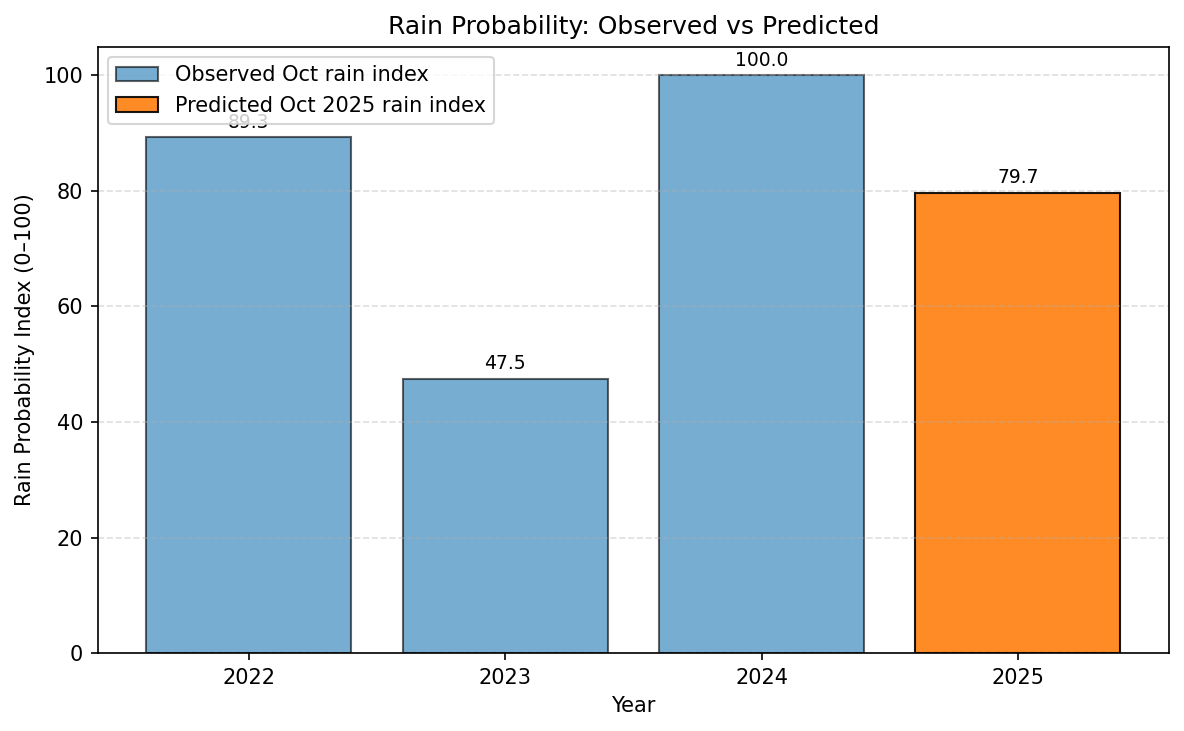 Rain Probability: Observed vs Predicted
Observed Oct rain index
Predicted Oct 2025 rain index
89.3
47.5
100.0
79.7
100
80
60
40
20
0
Rain Probability Index (0–100)
2022
2023
2024
2025
Year